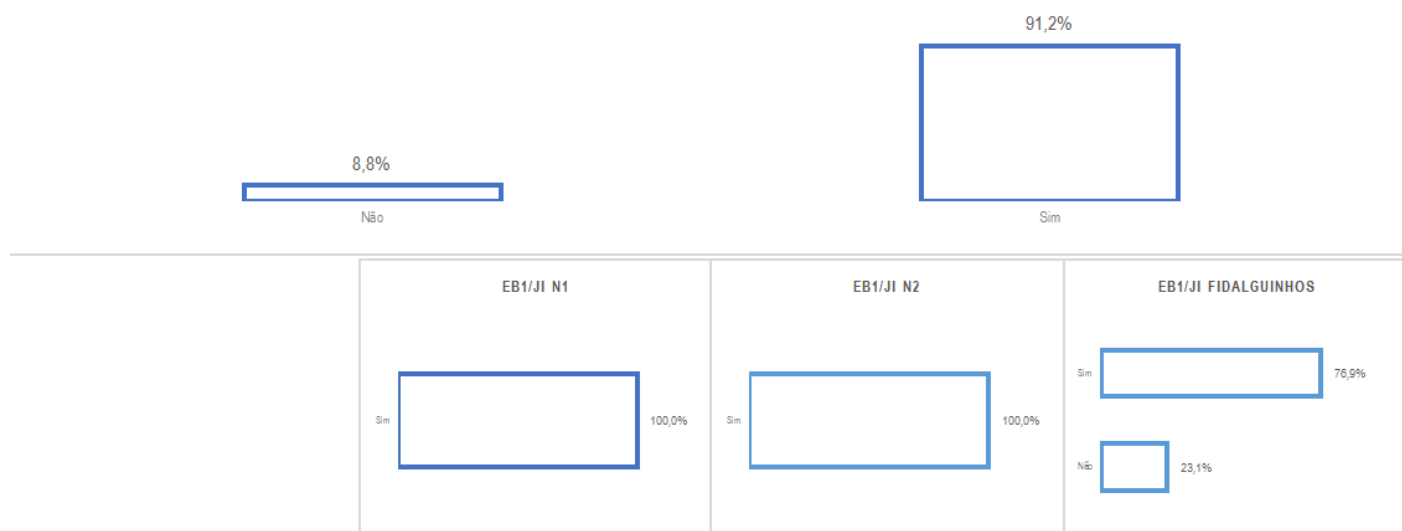 91,2%
8,8%
Não
Sim
EB1/JI N1
Sim
100,0%
EB1/JI N2
Sim
100,0%
EB1/JI FIDALGUINHOS
Sim
76,9%
Não
23,1%